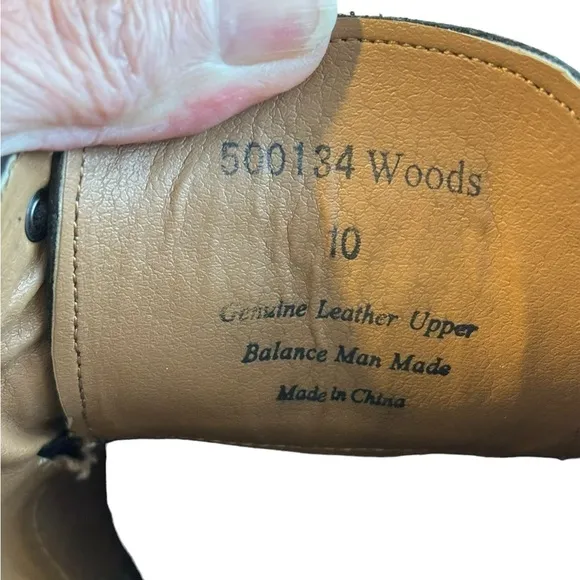 500134 Woods
10
Genuine Leather Upper
Balance Man Made
Made in China